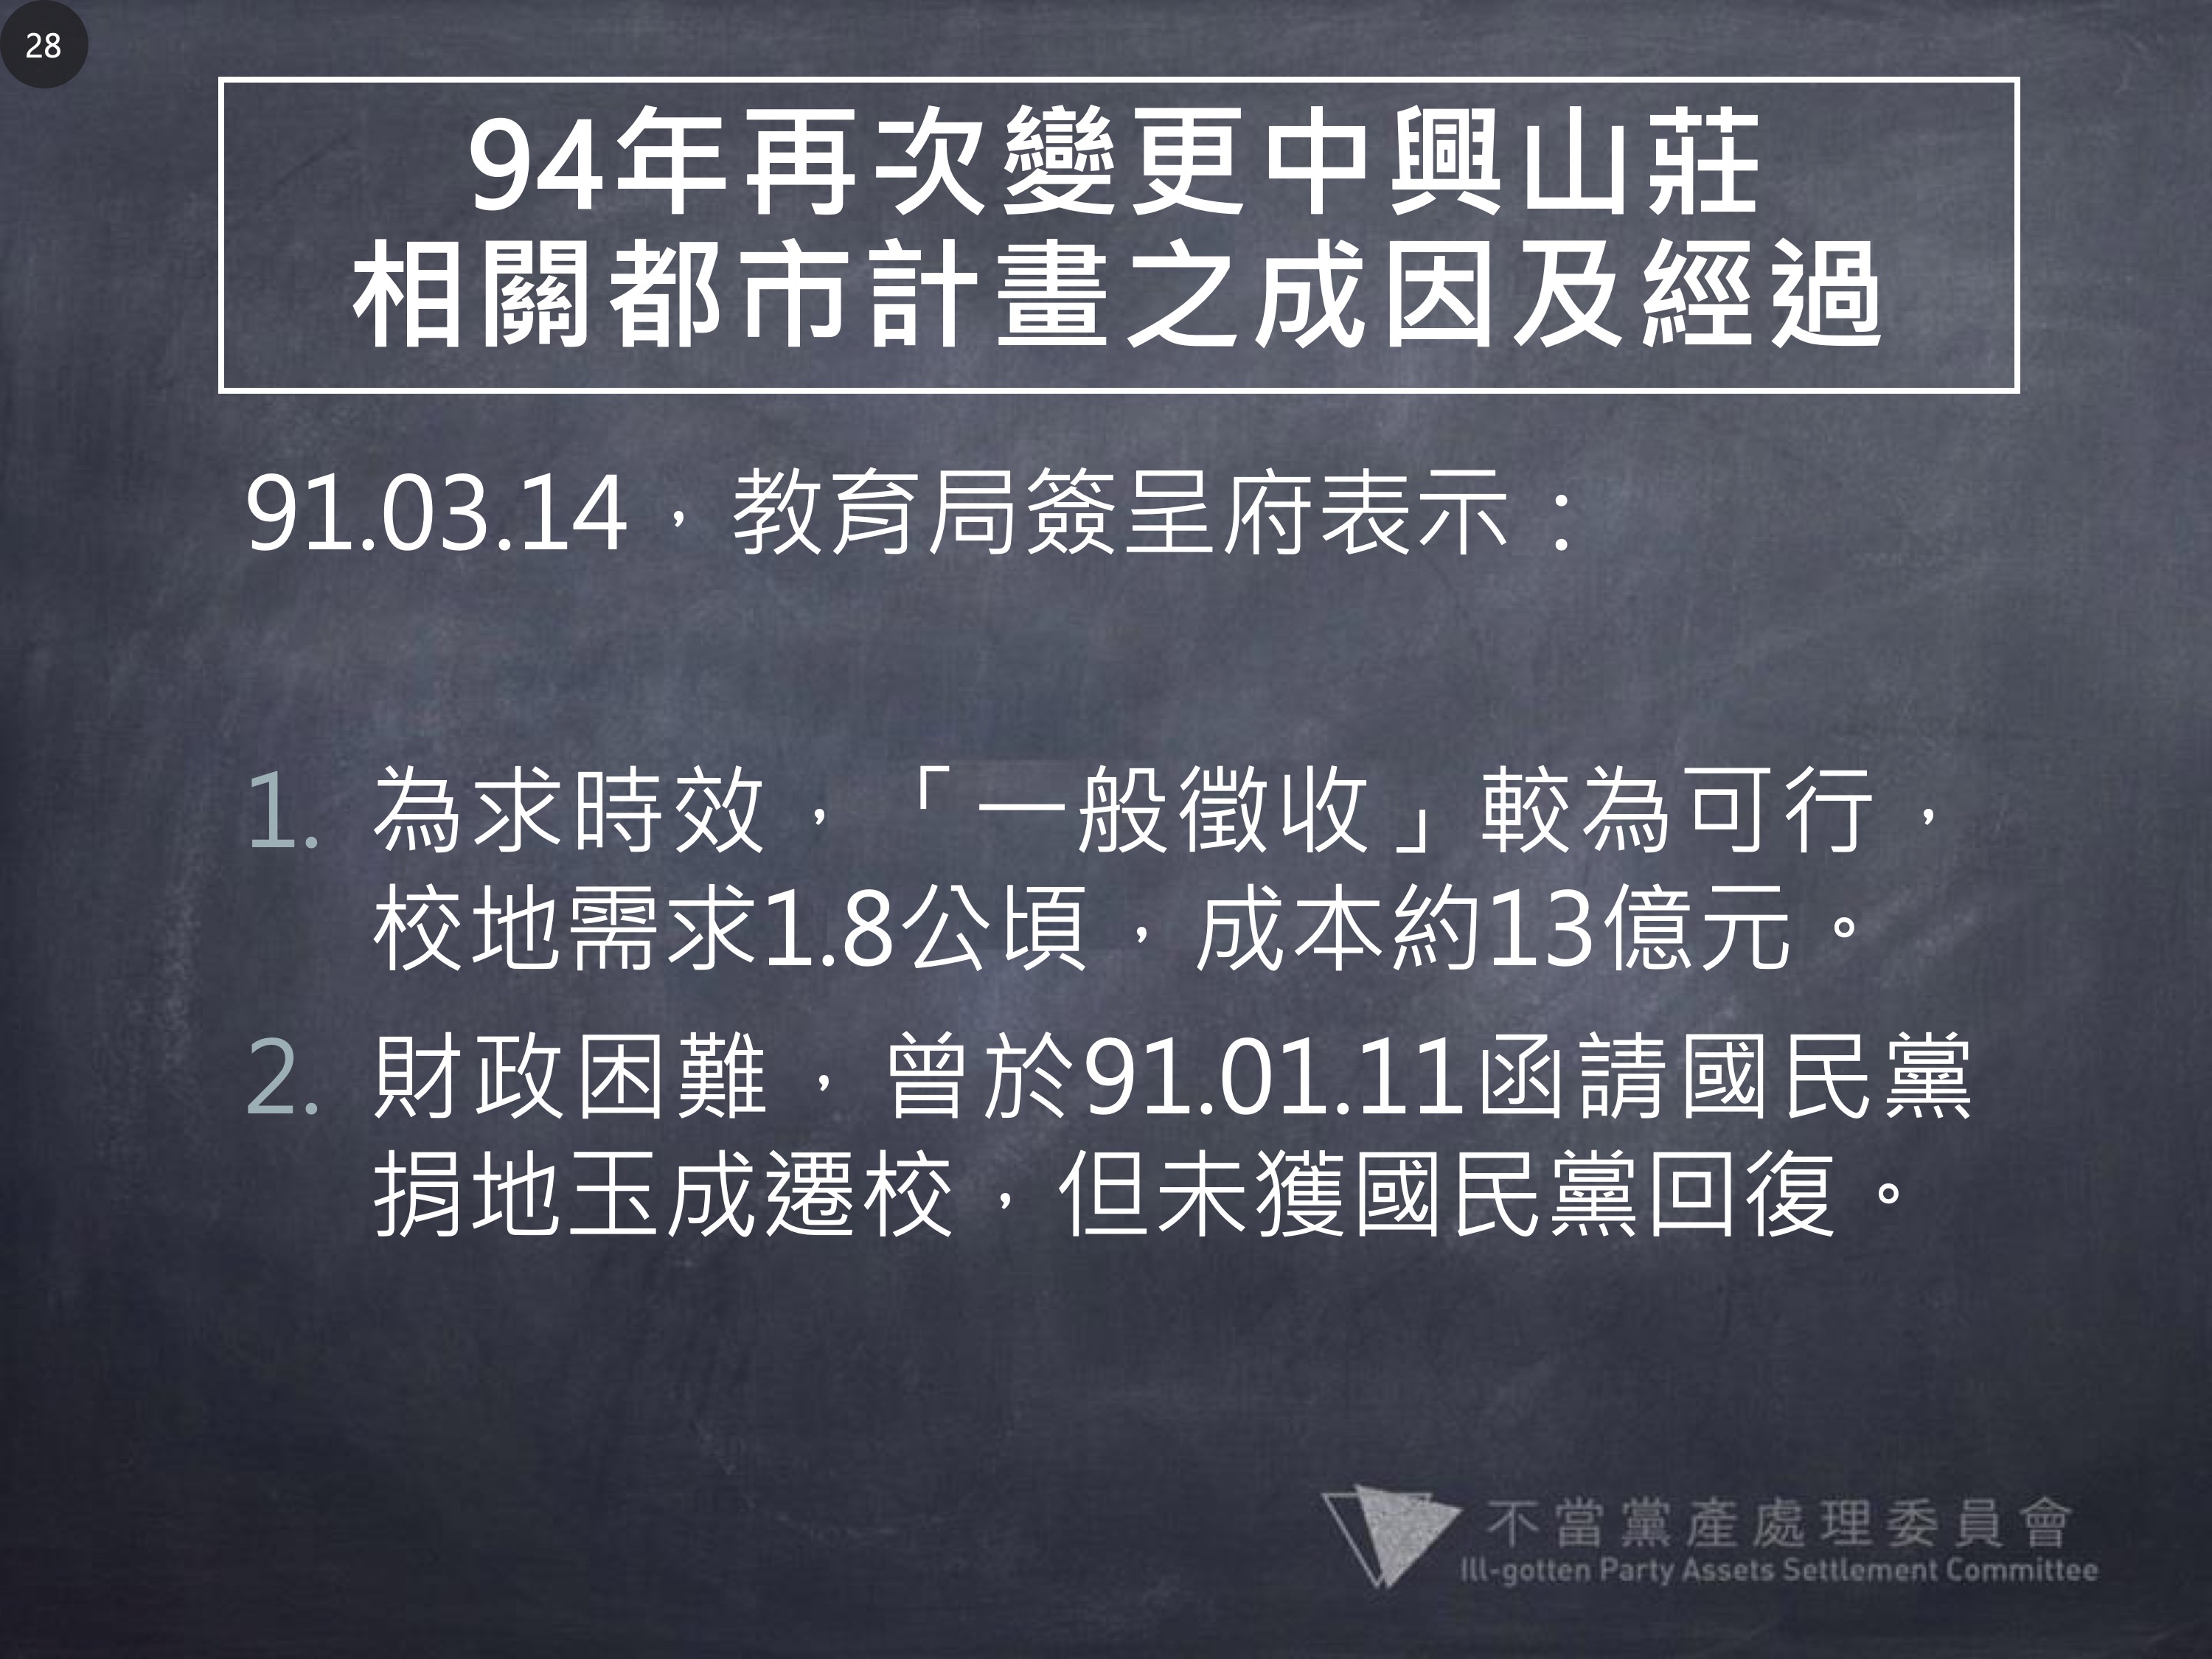 28
94年再次變更中興山莊
相關都市計畫之成因及經過
91.03.14，教育局簽呈府表示：
1. 為求時效，「一般徵收」較為可行，
校地需求1.8公頃，成本約13億元。
2. 財政困難，曾於91.01.11函請國民黨
捐地玉成遷校，但未獲國民黨回復。
不當黨產處理委員會
Ill-gotten Party Assets Settlement Committee